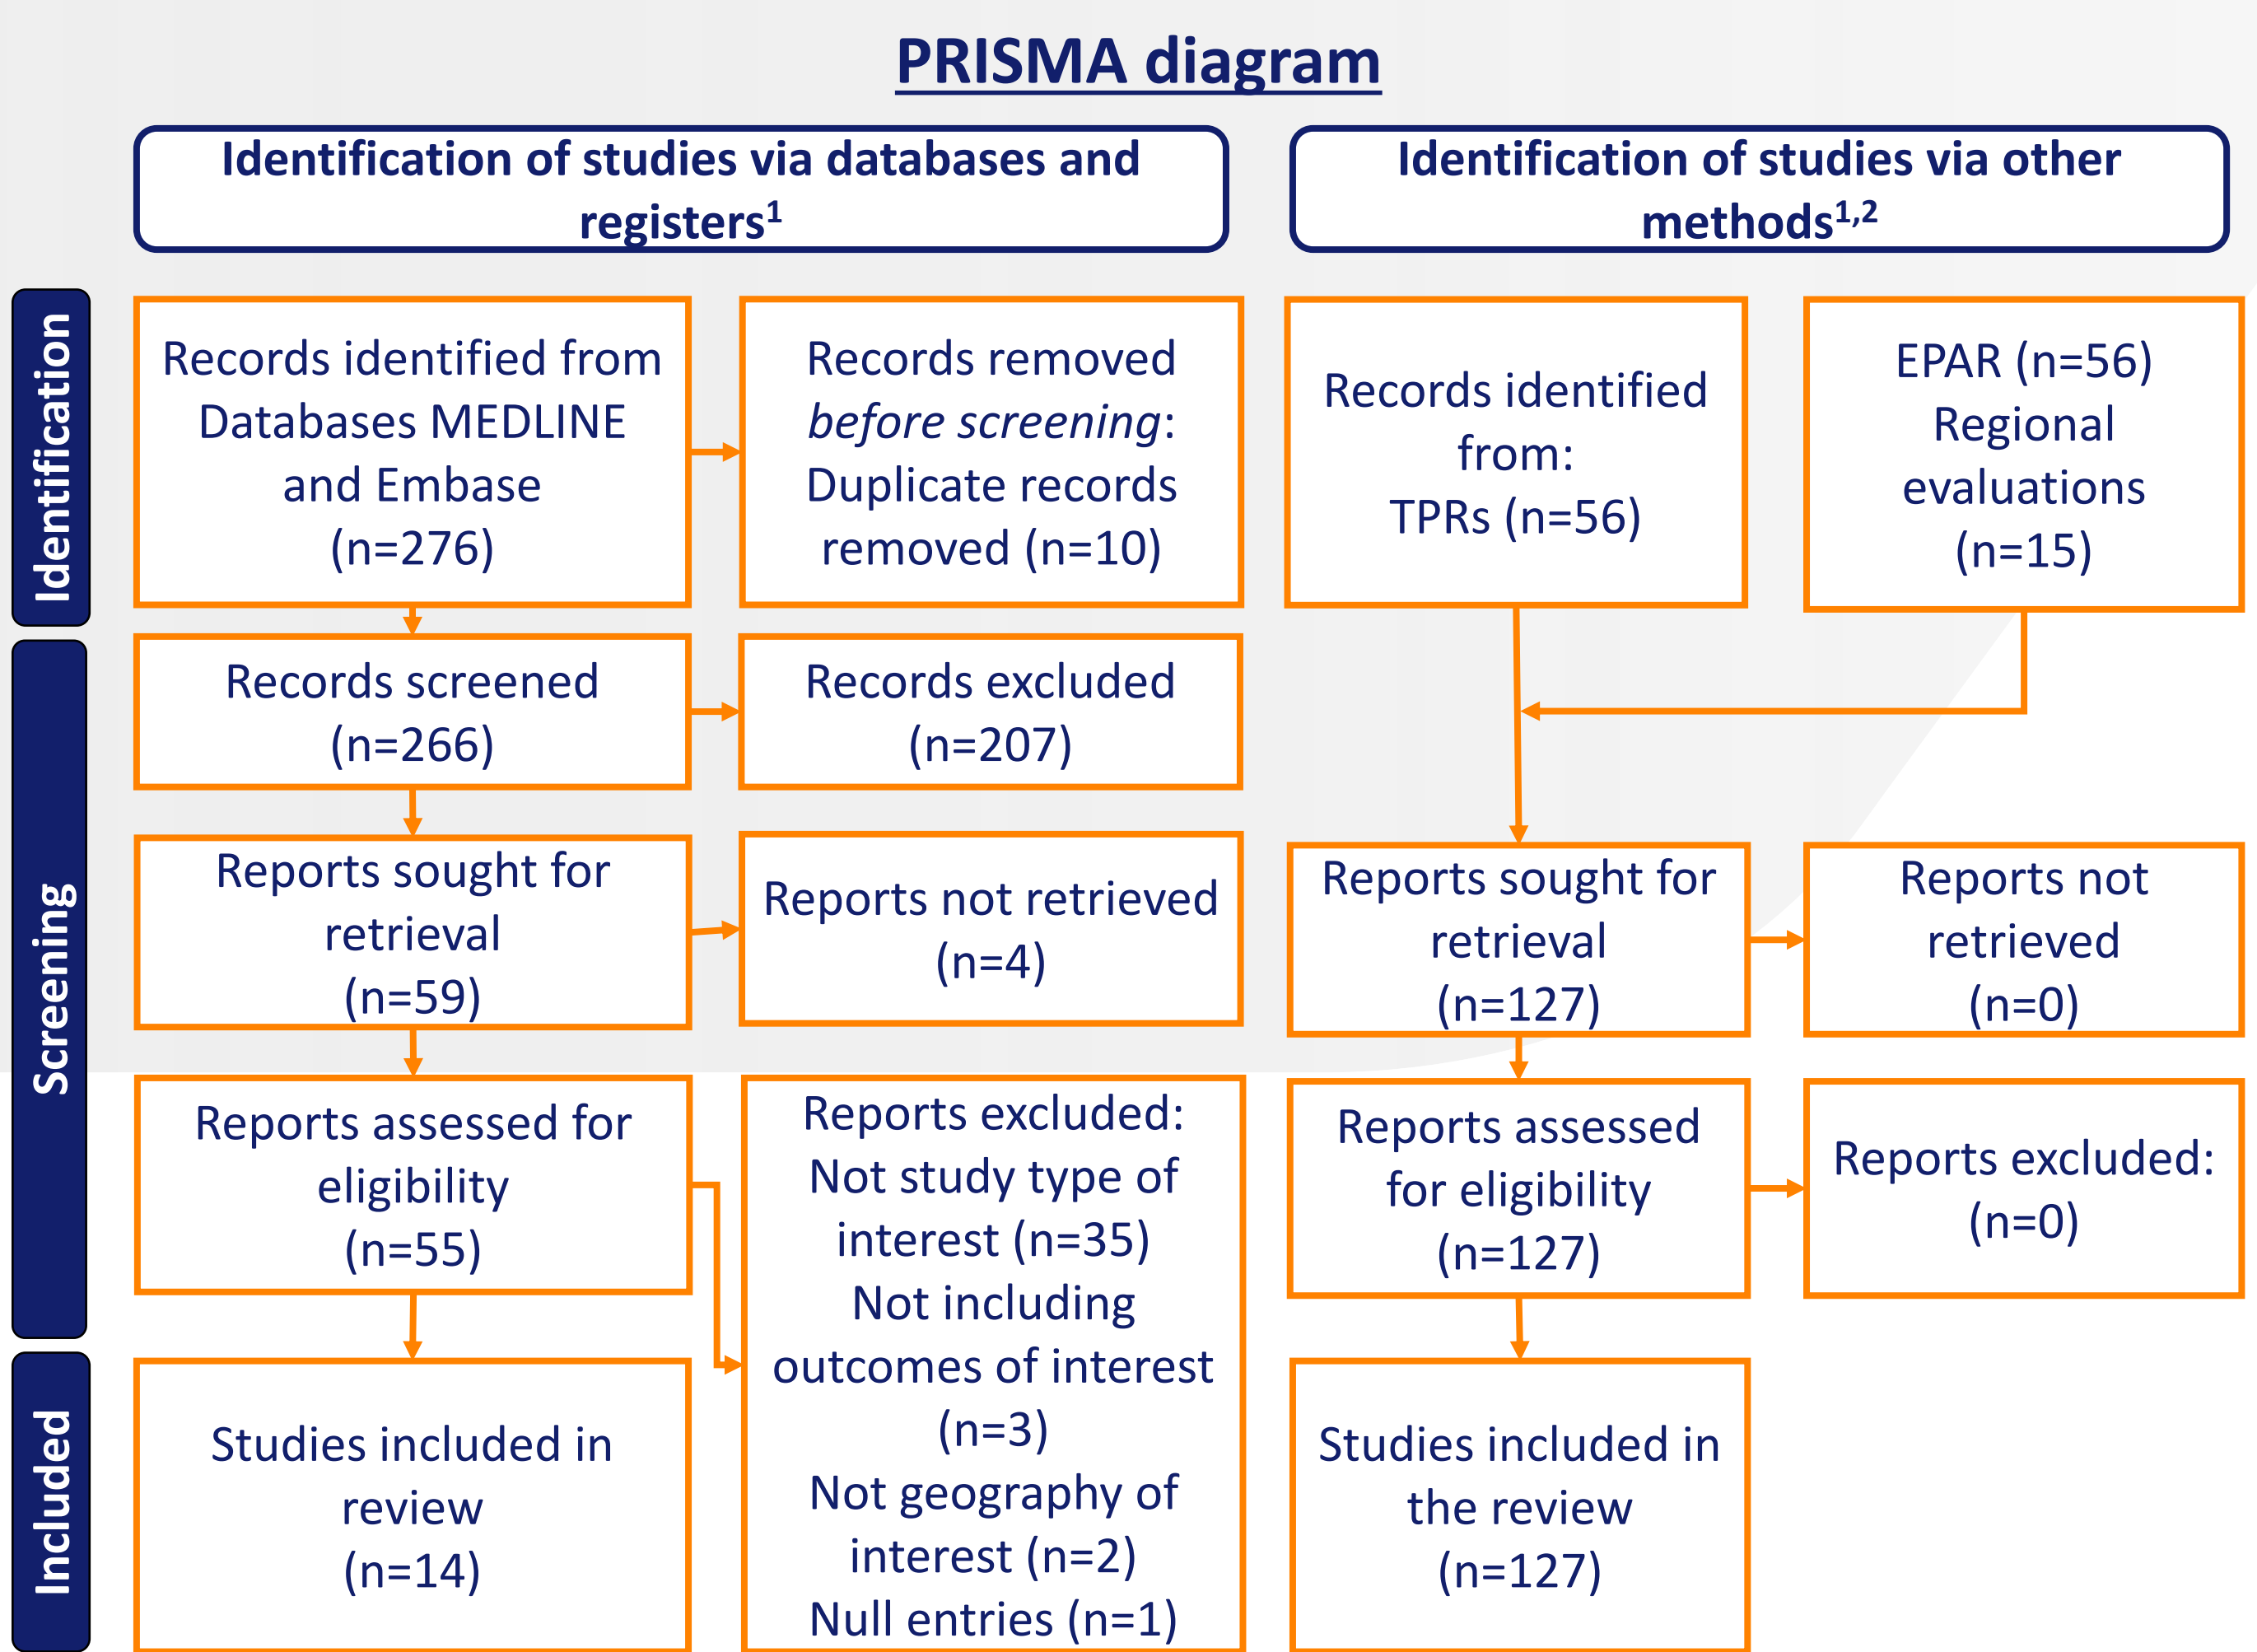 PRISMA diagram
Identification of studies via databases and
registers¹
Identification of studies via other
methods¹,²
Identification
Records identified from
Databases MEDLINE
and Embase
(n=276)
Records removed
before screening:
Duplicate records
removed (n=10)
Records identified
from:
TPRs (n=56)
EPAR (n=56)
Regional
evaluations
(n=15)
Screening
Records screened
(n=266)
Records excluded
(n=207)
Reports sought for
retrieval
(n=59)
Reports not retrieved
(n=4)
Reports sought for
retrieval
(n=127)
Reports not
retrieved
(n=0)
Reports assessed for
eligibility
(n=55)
Reports excluded:
Not study type of
interest (n=35)
Not including
outcomes of interest
(n=3)
Not geography of
interest (n=2)
Null entries (n=1)
Reports assessed
for eligibility
(n=127)
Reports excluded:
(n=0)
Included
Studies included in
review
(n=14)
Studies included in
the review
(n=127)